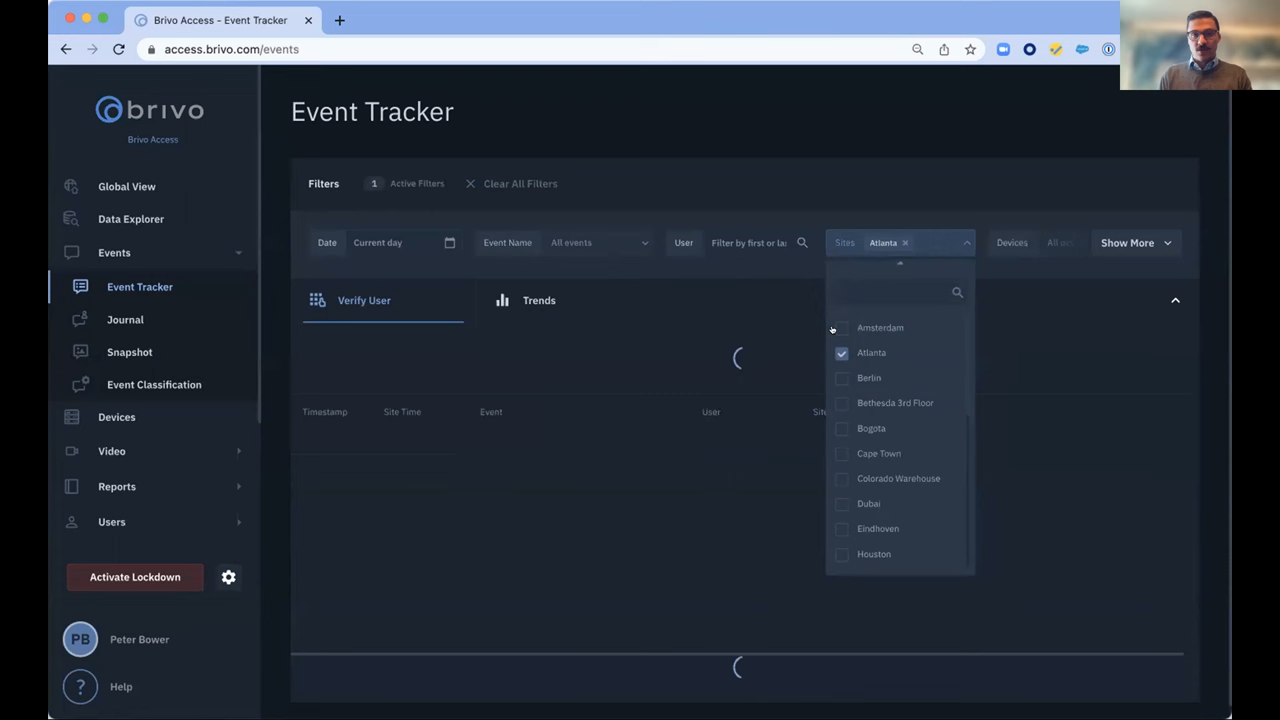 Brivo Access - Event Tracker
access.brivo.com/events
brivo
Brivo Access
Global View
Data Explorer
Events
Event Tracker
Journal
Snapshot
Event Classification
Devices
Video
Reports
Users
Activate Lockdown
PB Peter Bower
? Help
Event Tracker
Filters 1 Active Filters Clear All Filters
Date Current day Event Name All events User Filter by first or Sites Atlanta Devices All Show More
Verify User Trends
Timestamp Site Time Event User
Amsterdam
Atlanta
Berlin
Bethesda 3rd Floor
Bogota
Cape Town
Colorado Warehouse
Dubai
Eindhoven
Houston